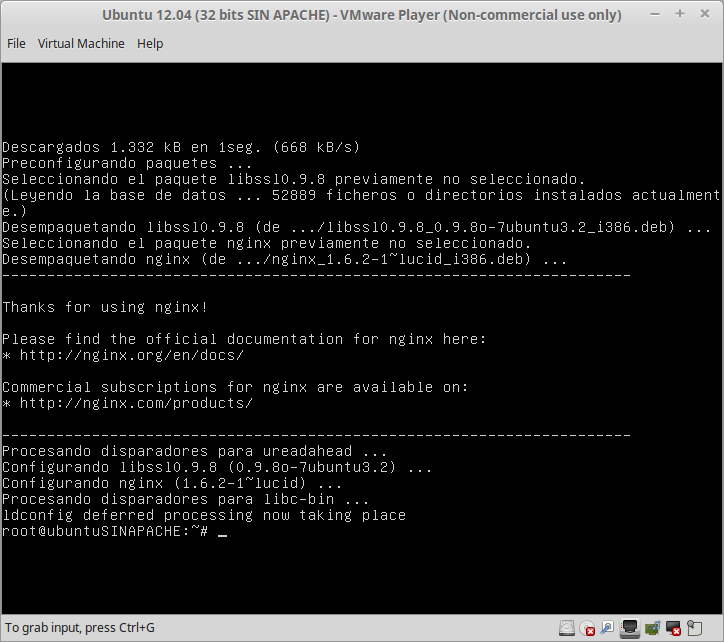 Ubuntu 12.04 (32 bits SIN APACHE) - VMware Player (Non-commercial use only)
File Virtual Machine Help
Descargados 1.332 kB en 1seg. (668 kB/s)
Preconfigurando paquetes ...
Seleccionando el paquete libssl0.9.8 previamente no seleccionado.
(Leyendo la base de datos ... 52889 ficheros o directorios instalados actualment
e.)
Desempaquetando libssl0.9.8 (de .../libssl0.9.8_0.9.8o-7ubuntu3.2_i386.deb) ...
Seleccionando el paquete nginx previamente no seleccionado.
Desempaquetando nginx (de .../nginx_1.6.2-1~lucid_i386.deb) ...
----------------------------------------------------------------------
Thanks for using nginx!
Please find the official documentation for nginx here:
* http://nginx.org/en/docs/
Commercial subscriptions for nginx are available on:
* http://nginx.com/products/
----------------------------------------------------------------------
Procesando disparadores para ureadahead ...
Configurando libssl0.9.8 (0.9.8o-7ubuntu3.2) ...
Configurando nginx (1.6.2-1~lucid) ...
Procesando disparadores para libc-bin ...
ldconfig deferred processing now taking place
root@ubuntuSINAPACHE:~# _
To grab input, press Ctrl+G